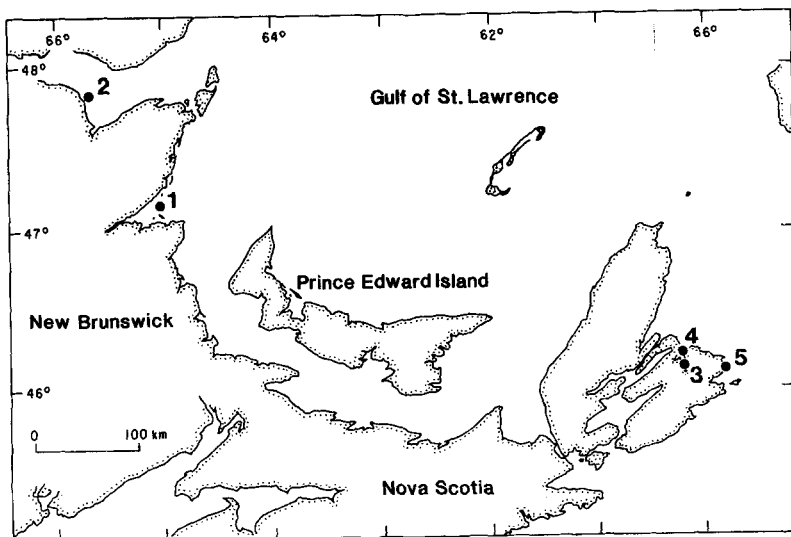 66° 64° 62° 66°
48°
2
Gulf of St. Lawrence
1
47°
Prince Edward Island
New Brunswick
4
5
3
46°
0 100 km
Nova Scotia